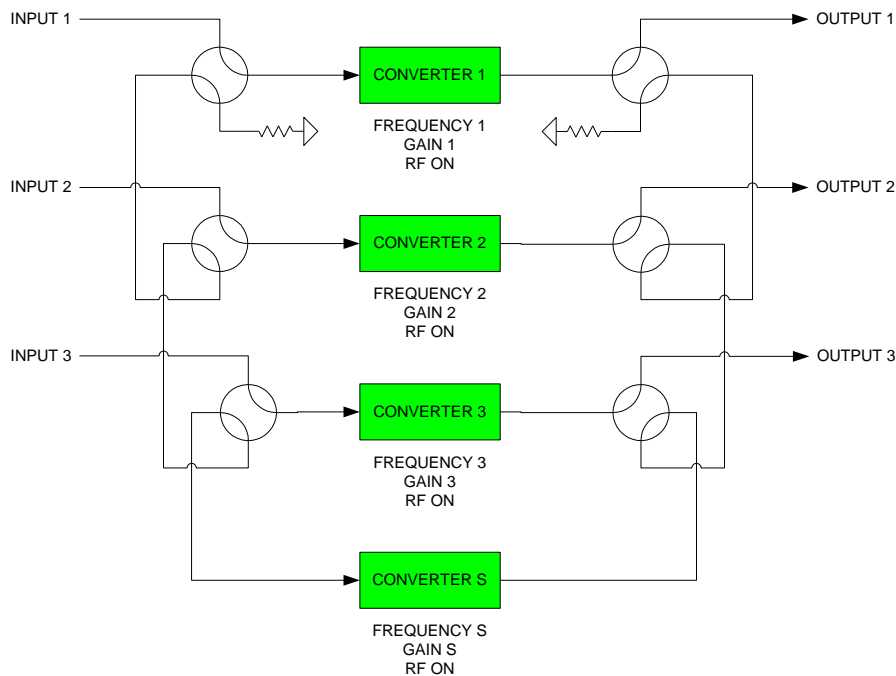 INPUT 1
OUTPUT 1
CONVERTER 1
FREQUENCY 1
GAIN 1
RF ON
INPUT 2
OUTPUT 2
CONVERTER 2
FREQUENCY 2
GAIN 2
RF ON
INPUT 3
OUTPUT 3
CONVERTER 3
FREQUENCY 3
GAIN 3
RF ON
CONVERTER S
FREQUENCY S
GAIN S
RF ON